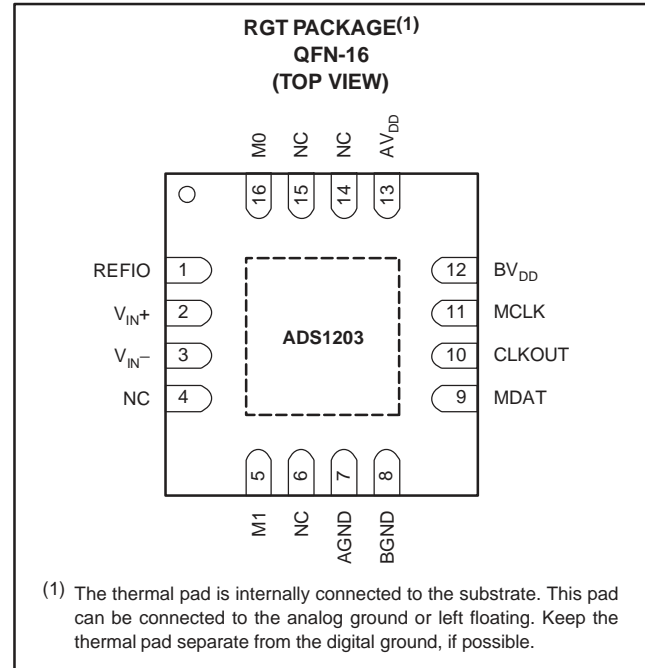 RGT PACKAGE(1)
QFN-16
(TOP VIEW)
M0 NC NC AVDD
16 15 14 13
REFIO 1 12 BVDD
VIN+ 2 11 MCLK
ADS1203
VIN− 3 10 CLKOUT
NC 4 9 MDAT
5 6 7 8
M1 NC AGND BGND
(1) The thermal pad is internally connected to the substrate. This pad
can be connected to the analog ground or left floating. Keep the
thermal pad separate from the digital ground, if possible.